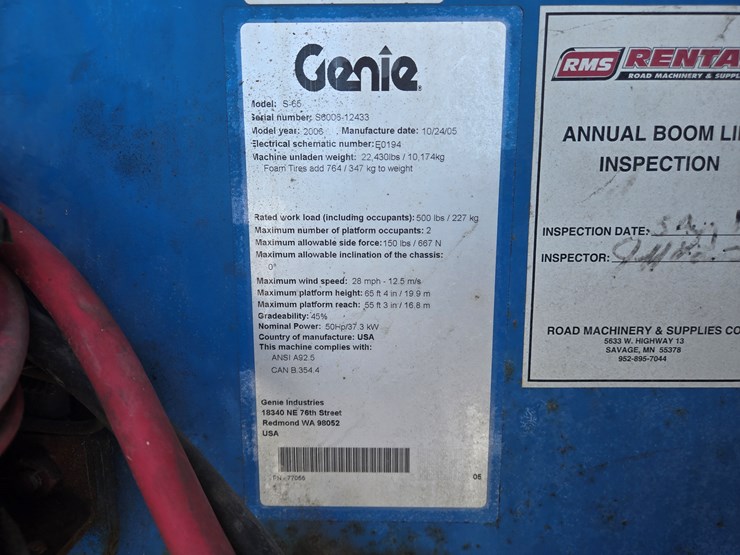 Genie
Model: S-65
Serial number: S6006-12433
Model year: 2006 Manufacture date: 10/24/05
Electrical schematic number: E0194
Machine unladen weight: 22,430lbs / 10,174kg
Foam Tires add 764 / 347 kg to weight
Rated work load (including occupants): 500 lbs / 227 kg
Maximum number of platform occupants: 2
Maximum allowable side force: 150 lbs / 667 N
Maximum allowable inclination of the chassis:
0°
Maximum wind speed: 28 mph - 12.5 m/s
Maximum platform height: 65 ft 4 in / 19.9 m
Maximum platform reach: 55 ft 3 in / 16.8 m
Gradeability: 45%
Nominal Power: 50Hp/37.3 kW
Country of manufacture: USA
This machine complies with:
ANSI A92.5
CAN B.354.4
Genie Industries
18340 NE 76th Street
Redmond WA 98052
USA
PN - 77055
06
RMS RENTA
ROAD MACHINERY & SUPPL
ANNUAL BOOM LI
INSPECTION
INSPECTION DATE:
INSPECTOR:
ROAD MACHINERY & SUPPLIES CO
5633 W. HIGHWAY 13
SAVAGE, MN 55378
952-895-7044